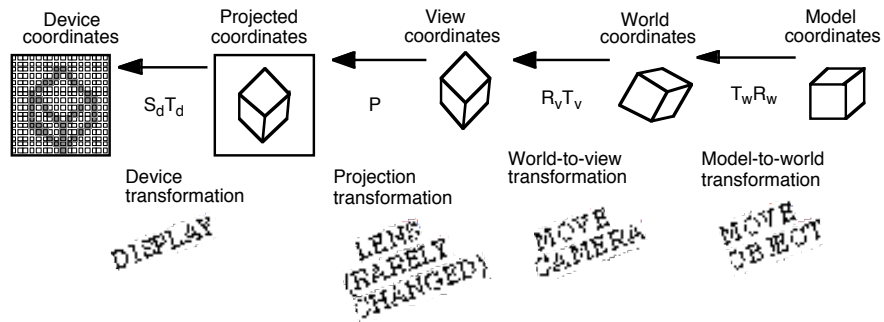 Device
coordinates
Projected
coordinates
View
coordinates
World
coordinates
Model
coordinates
SdTd
P
RvTv
TwRw
Device
transformation
Projection
transformation
World-to-view
transformation
Model-to-world
transformation
DISPLAY
LENS
(RARELY
CHANGED)
MOVE
CAMERA
MOVE
OBJECT